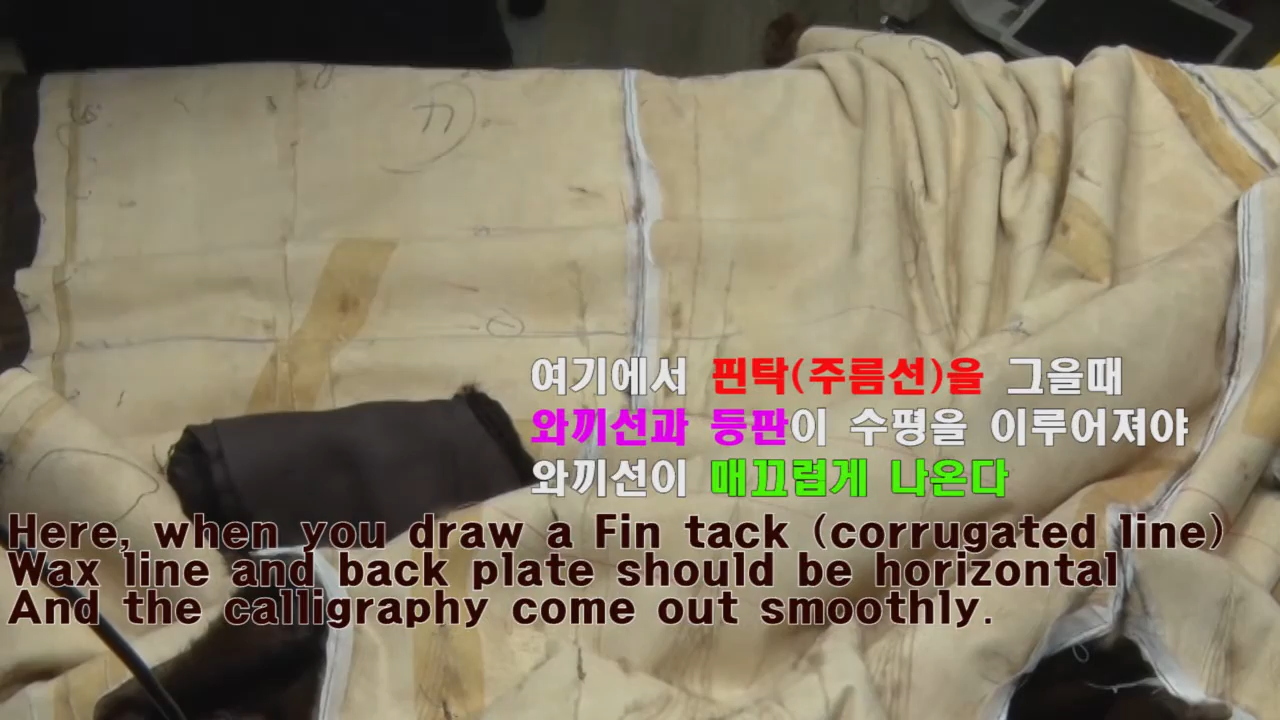 여기에서 핀탁(주름선)을 그을때
와끼선과 등판이 수평을 이루어져야
와끼선이 매끄럽게 나온다
Here, when you draw a Fin tack (corrugated line)
Wax line and back plate should be horizontal
And the calligraphy come out smoothly.